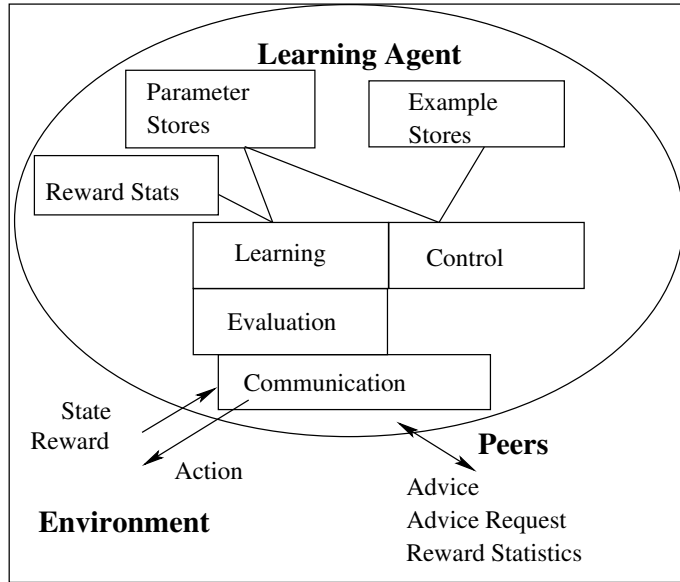 Learning Agent
Parameter
Stores
Example
Stores
Reward Stats
Learning
Control
Evaluation
Communication
State
Reward
Action
Peers
Advice
Advice Request
Reward Statistics
Environment